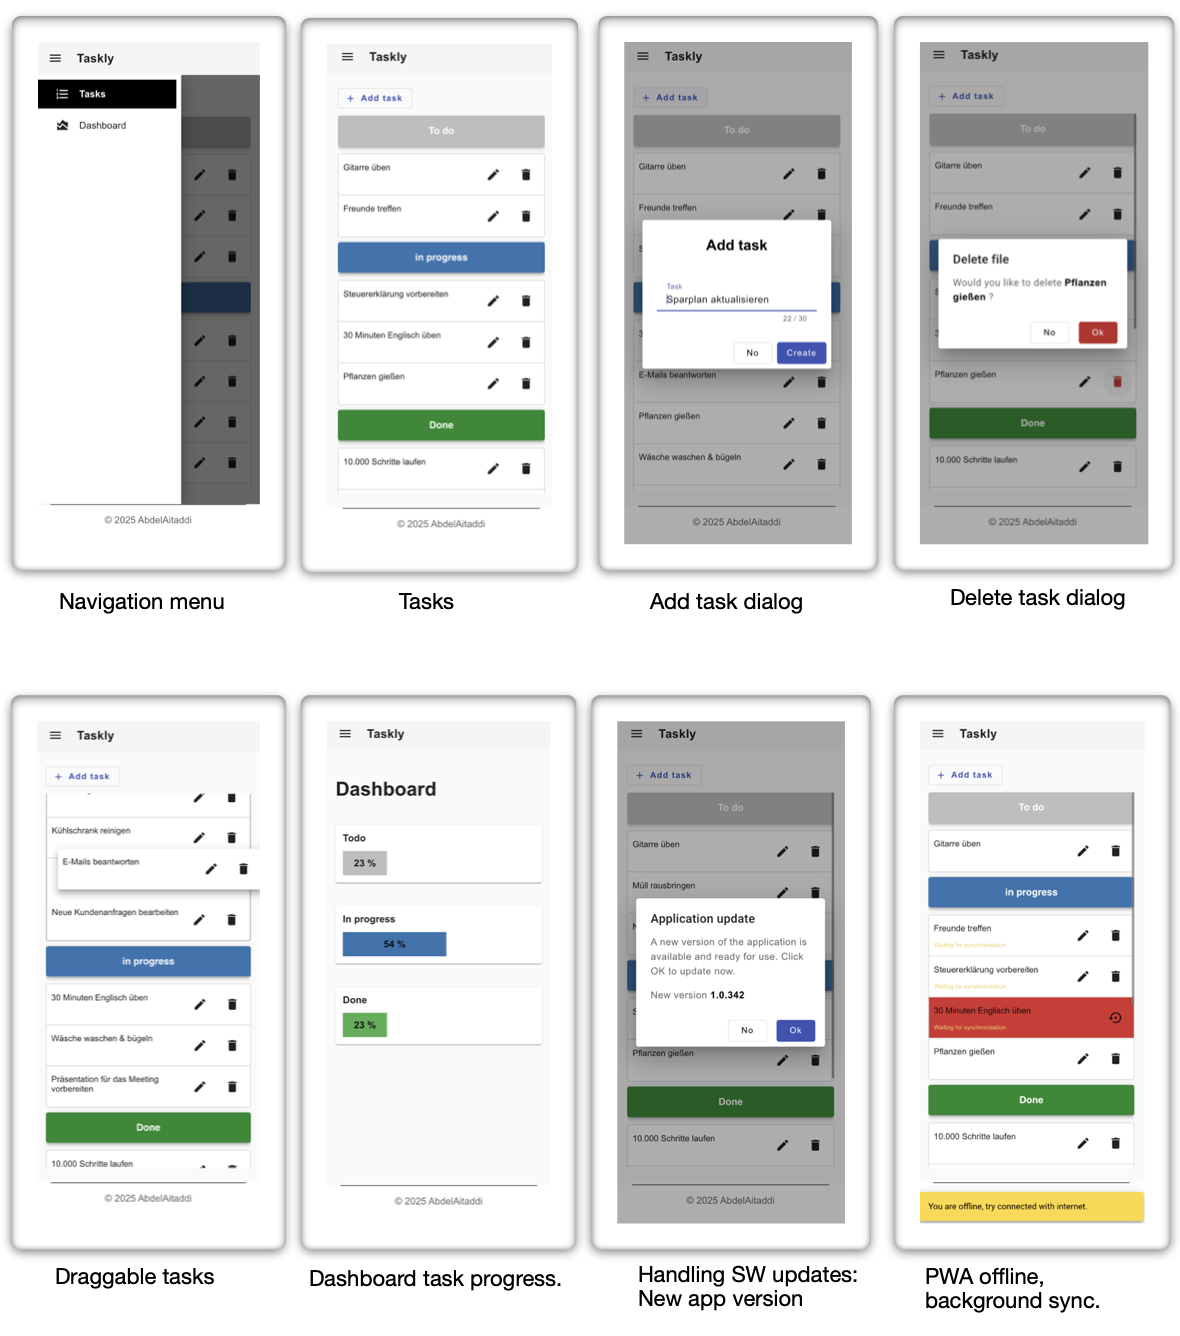 Taskly
Tasks
Dashboard
© 2025 AbdelAitaddi
Navigation menu
Taskly
+ Add task
To do
Gitarre üben
Freunde treffen
in progress
Steuererklärung vorbereiten
30 Minuten Englisch üben
Pflanzen gießen
Done
10.000 Schritte laufen
© 2025 AbdelAitaddi
Tasks
Taskly
+ Add task
To do
Gitarre üben
Freunde treffen
S
Add task
Task
Sparplan aktualisieren
22 / 30
No
Create
3
E-Mails beantworten
Pflanzen gießen
Wäsche waschen & bügeln
© 2025 AbdelAitaddi
Add task dialog
Taskly
+ Add task
To do
Gitarre üben
Freunde treffen
S
Delete file
Would you like to delete Pflanzen
gießen ?
No
Ok
3
Pflanzen gießen
Done
10.000 Schritte laufen
© 2025 AbdelAitaddi
Delete task dialog
Taskly
+ Add task
Kühlschrank reinigen
E-Mails beantworten
Neue Kundenanfragen bearbeiten
in progress
30 Minuten Englisch üben
Wäsche waschen & bügeln
Präsentation für das Meeting
vorbereiten
Done
10.000 Schritte laufen
© 2025 AbdelAitaddi
Draggable tasks
Taskly
Dashboard
Todo
23 %
In progress
54 %
Done
23 %
© 2025 AbdelAitaddi
Dashboard task progress.
Taskly
+ Add task
To do
Gitarre üben
Müll rausbringen
N
Application update
A new version of the application is
available and ready for use. Click
OK to update now.
New version 1.0.342
No
Ok
S
Pflanzen gießen
Done
10.000 Schritte laufen
© 2025 AbdelAitaddi
Handling SW updates:
New app version
Taskly
+ Add task
To do
Gitarre üben
in progress
Freunde treffen
Waiting for synchronisation.
Steuererklärung vorbereiten
Waiting for synchronisation.
30 Minuten Englisch üben
Waiting for synchronisation.
Pflanzen gießen
Done
10.000 Schritte laufen
You are offline, try connected with internet.
PWA offline,
background sync.